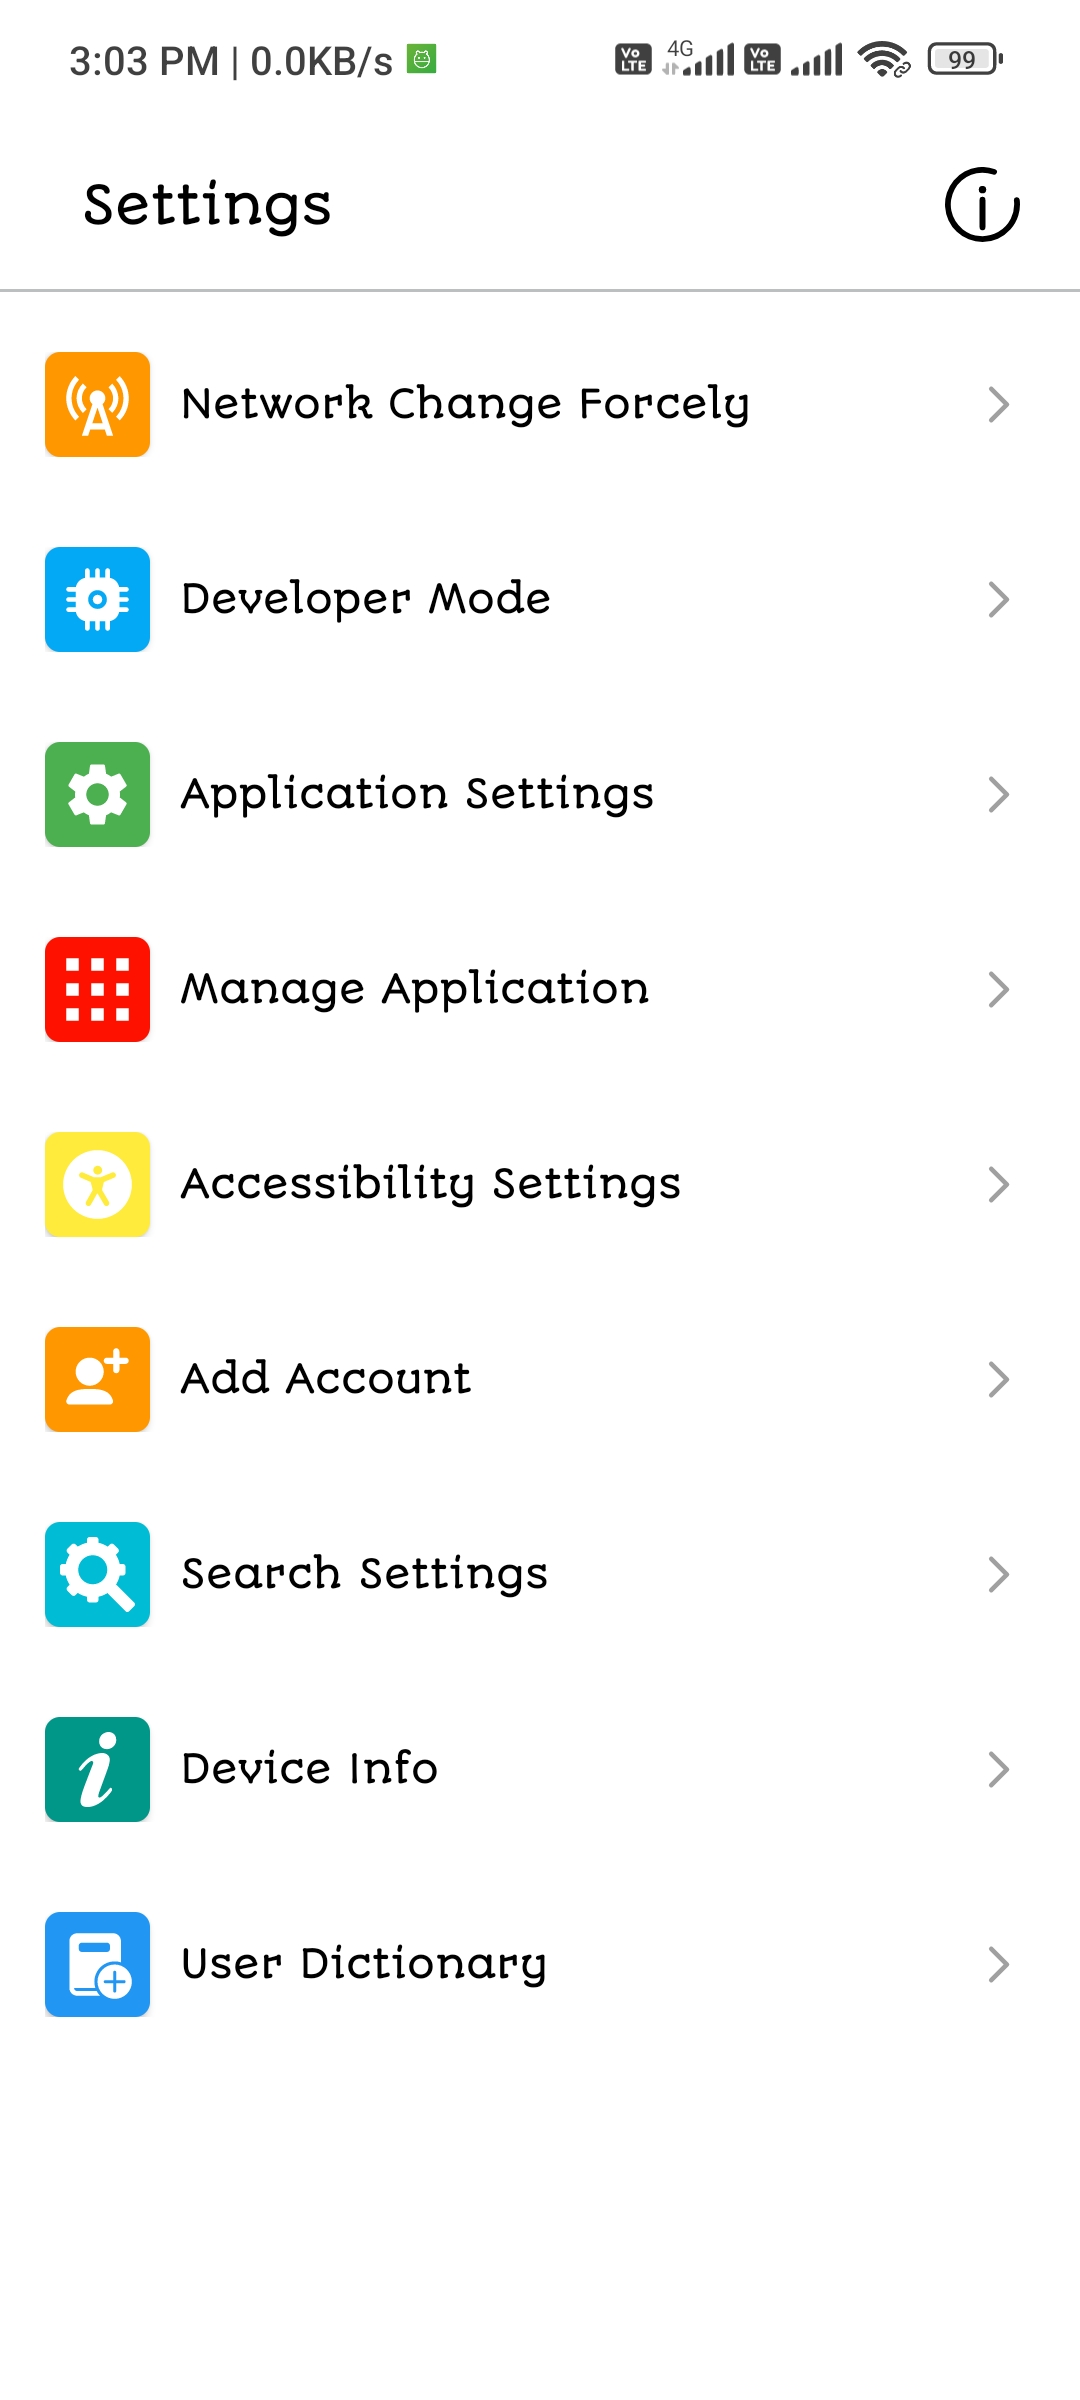 3:03 PM | 0.0KB/s Vo LTE 4G Vo LTE 99
Settings
Network Change Forcely
Developer Mode
Application Settings
Manage Application
Accessibility Settings
Add Account
Search Settings
Device Info
User Dictionary